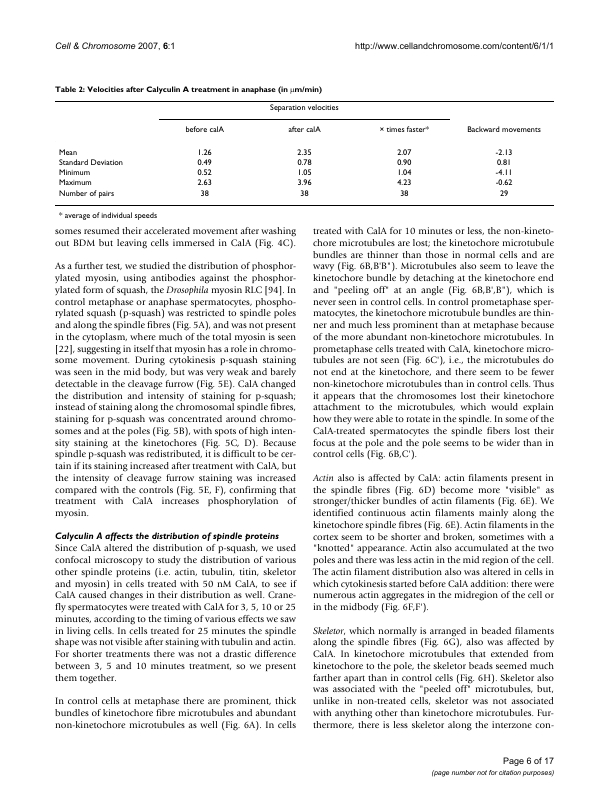 Cell & Chromosome 2007, 6:1 http://www.cellandchromosome.com/content/6/1/1
Table 2: Velocities after Calyculin A treatment in anaphase (in μm/min)
Separation velocities
before calA after calA × times faster* Backward movements
Mean 1.26 2.35 2.07 -2.13
Standard Deviation 0.49 0.78 0.90 0.81
Minimum 0.52 1.05 1.04 -4.11
Maximum 2.63 3.96 4.23 -0.62
Number of pairs 38 38 38 29
* average of individual speeds
somes resumed their accelerated movement after washing
out BDM but leaving cells immersed in CalA (Fig. 4C).
As a further test, we studied the distribution of phosphor-
ylated myosin, using antibodies against the phosphor-
ylated form of squash, the Drosophila myosin RLC [94]. In
control metaphase or anaphase spermatocytes, phospho-
rylated squash (p-squash) was restricted to spindle poles
and along the spindle fibres (Fig. 5A), and was not present
in the cytoplasm, where much of the total myosin is seen
[22], suggesting in itself that myosin has a role in chromo-
some movement. During cytokinesis p-squash staining
was seen in the mid body, but was very weak and barely
detectable in the cleavage furrow (Fig. 5E). CalA changed
the distribution and intensity of staining for p-squash;
instead of staining along the chromosomal spindle fibres,
staining for p-squash was concentrated around chromo-
somes and at the poles (Fig. 5B), with spots of high inten-
sity staining at the kinetochores (Fig. 5C, D). Because
spindle p-squash was redistributed, it is difficult to be cer-
tain if its staining increased after treatment with CalA, but
the intensity of cleavage furrow staining was increased
compared with the controls (Fig. 5E, F), confirming that
treatment with CalA increases phosphorylation of
myosin.
Calyculin A affects the distribution of spindle proteins
Since CalA altered the distribution of p-squash, we used
confocal microscopy to study the distribution of various
other spindle proteins (i.e. actin, tubulin, titin, skeletor
and myosin) in cells treated with 50 nM CalA, to see if
CalA caused changes in their distribution as well. Crane-
fly spermatocytes were treated with CalA for 3, 5, 10 or 25
minutes, according to the timing of various effects we saw
in living cells. In cells treated for 25 minutes the spindle
shape was not visible after staining with tubulin and actin.
For shorter treatments there was not a drastic difference
between 3, 5 and 10 minutes treatment, so we present
them together.
In control cells at metaphase there are prominent, thick
bundles of kinetochore fibre microtubules and abundant
non-kinetochore microtubules as well (Fig. 6A). In cells
treated with CalA for 10 minutes or less, the non-kineto-
chore microtubules are lost; the kinetochore microtubule
bundles are thinner than those in normal cells and are
wavy (Fig. 6B,B'B"). Microtubules also seem to leave the
kinetochore bundle by detaching at the kinetochore end
and "peeling off" at an angle (Fig. 6B,B',B"), which is
never seen in control cells. In control prometaphase sper-
matocytes, the kinetochore microtubule bundles are thin-
ner and much less prominent than at metaphase because
of the more abundant non-kinetochore microtubules. In
prometaphase cells treated with CalA, kinetochore micro-
tubules are not seen (Fig. 6C'), i.e., the microtubules do
not end at the kinetochore, and there seem to be fewer
non-kinetochore microtubules than in control cells. Thus
it appears that the chromosomes lost their kinetochore
attachment to the microtubules, which would explain
how they were able to rotate in the spindle. In some of the
CalA-treated spermatocytes the spindle fibers lost their
focus at the pole and the pole seems to be wider than in
control cells (Fig. 6B,C').
Actin also is affected by CalA: actin filaments present in
the spindle fibres (Fig. 6D) become more "visible" as
stronger/thicker bundles of actin filaments (Fig. 6E). We
identified continuous actin filaments mainly along the
kinetochore spindle fibres (Fig. 6E). Actin filaments in the
cortex seem to be shorter and broken, sometimes with a
"knotted" appearance. Actin also accumulated at the two
poles and there was less actin in the mid region of the cell.
The actin filament distribution also was altered in cells in
which cytokinesis started before CalA addition: there were
numerous actin aggregates in the midregion of the cell or
in the midbody (Fig. 6F,F').
Skeletor, which normally is arranged in beaded filaments
along the spindle fibres (Fig. 6G), also was affected by
CalA. In kinetochore microtubules that extended from
kinetochore to the pole, the skeletor beads seemed much
farther apart than in control cells (Fig. 6H). Skeletor also
was associated with the "peeled off" microtubules, but,
unlike in non-treated cells, skeletor was not associated
with anything other than kinetochore microtubules. Fur-
thermore, there is less skeletor along the interzone con-
Page 6 of 17
(page number not for citation purposes)